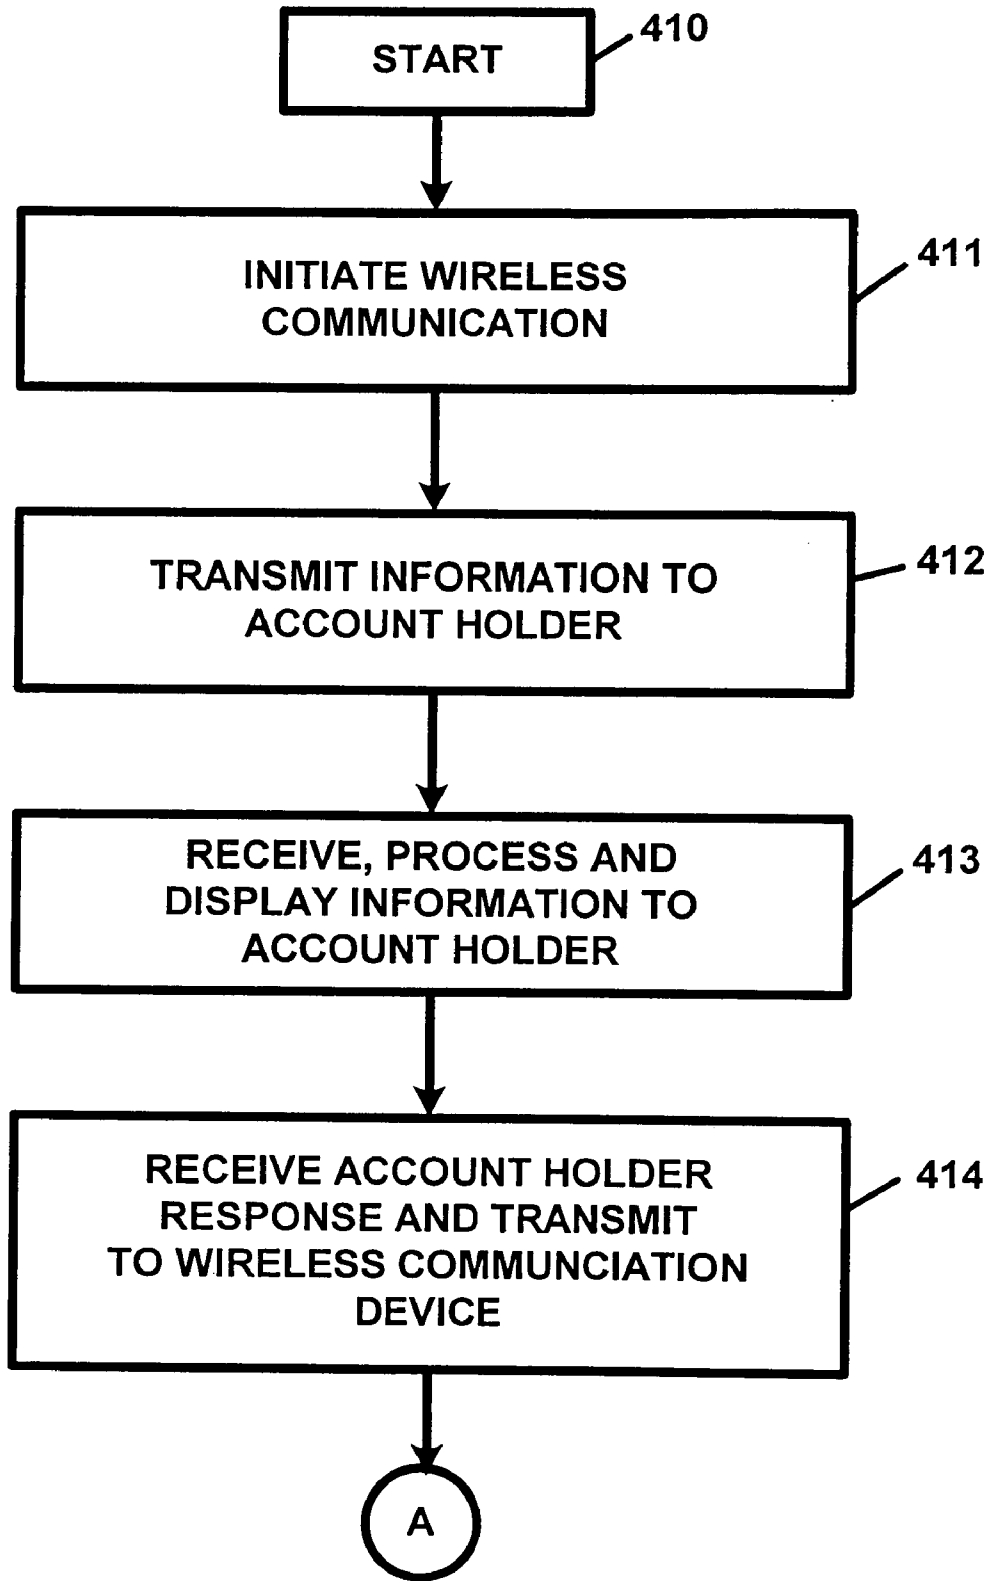 START
410
INITIATE WIRELESS
COMMUNICATION
411
TRANSMIT INFORMATION TO
ACCOUNT HOLDER
412
RECEIVE, PROCESS AND
DISPLAY INFORMATION TO
ACCOUNT HOLDER
413
RECEIVE ACCOUNT HOLDER
RESPONSE AND TRANSMIT
TO WIRELESS COMMUNCIATION
DEVICE
414
A